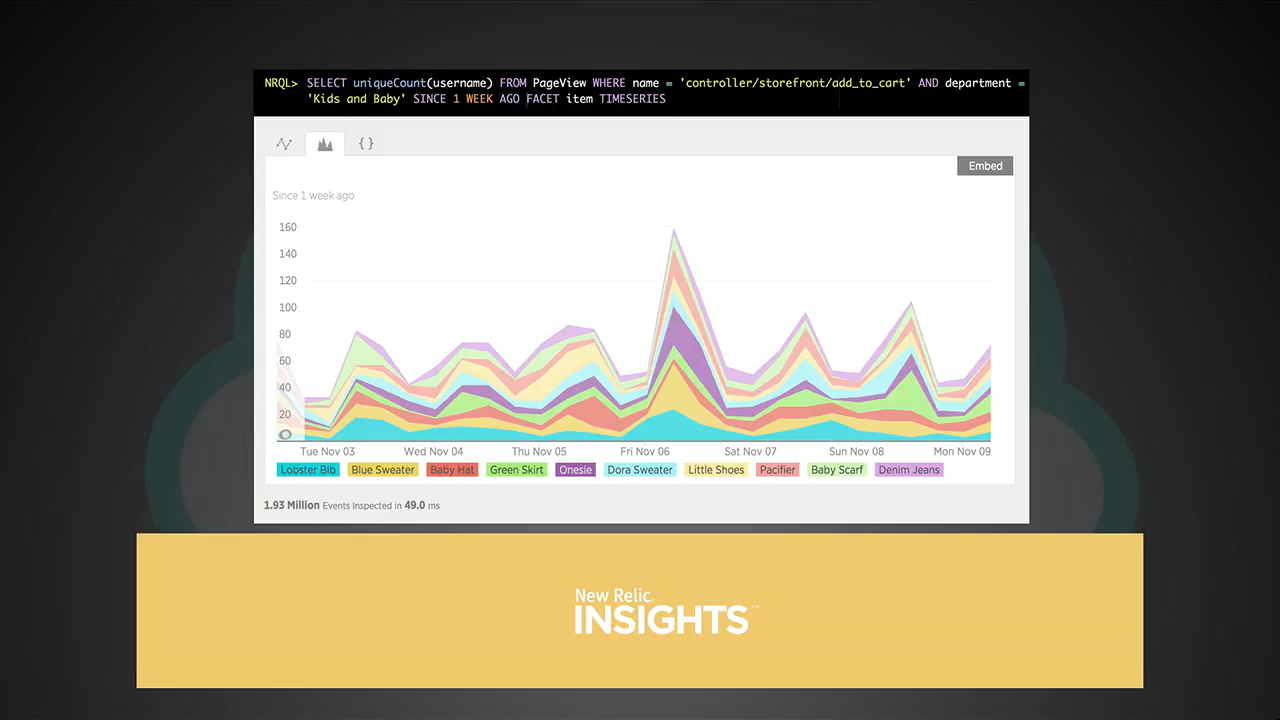 NRQL> SELECT uniqueCount(username) FROM PageView WHERE name = 'controller/storefront/add_to_cart' AND department =
'Kids and Baby' SINCE 1 WEEK AGO FACET item TIMESERIES
{}
Embed
Since 1 week ago
160
140
120
100
80
60
40
20
Tue Nov 03 Wed Nov 04 Thu Nov 05 Fri Nov 06 Sat Nov 07 Sun Nov 08 Mon Nov 09
Lobster Bib Blue Sweater Baby Hat Green Skirt Onesie Dora Sweater Little Shoes Pacifier Baby Scarf Denim Jeans
1.93 Million Events Inspected in 49.0 ms
New Relic
INSIGHTS™